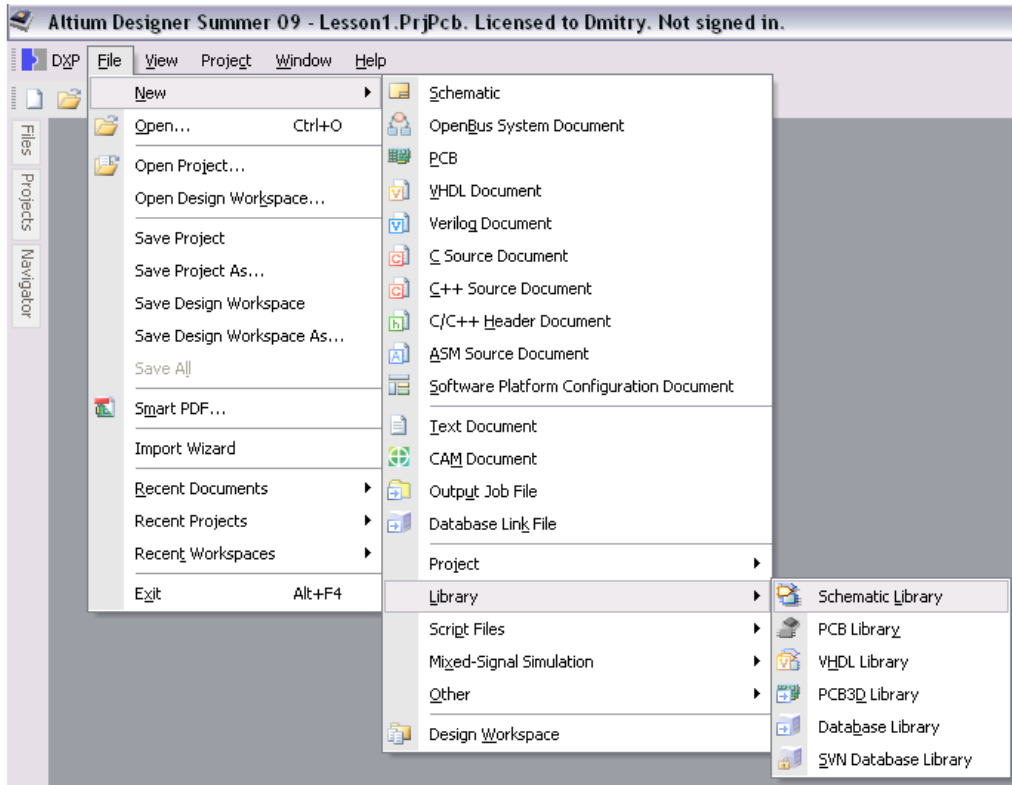 Altium Designer Summer 09 - Lesson1.PrjPcb. Licensed to Dmitry. Not signed in.
DXP File View Project Window Help
Files
Projects
Navigator
New
Open... Ctrl+O
Open Project...
Open Design Workspace...
Save Project
Save Project As...
Save Design Workspace
Save Design Workspace As...
Save All
Smart PDF...
Import Wizard
Recent Documents
Recent Projects
Recent Workspaces
Exit Alt+F4
Schematic
OpenBus System Document
PCB
VHDL Document
Verilog Document
C Source Document
C++ Source Document
C/C++ Header Document
ASM Source Document
Software Platform Configuration Document
Text Document
CAM Document
Output Job File
Database Link File
Project
Library
Script Files
Mixed-Signal Simulation
Other
Design Workspace
Schematic Library
PCB Library
VHDL Library
PCB3D Library
Database Library
SVN Database Library